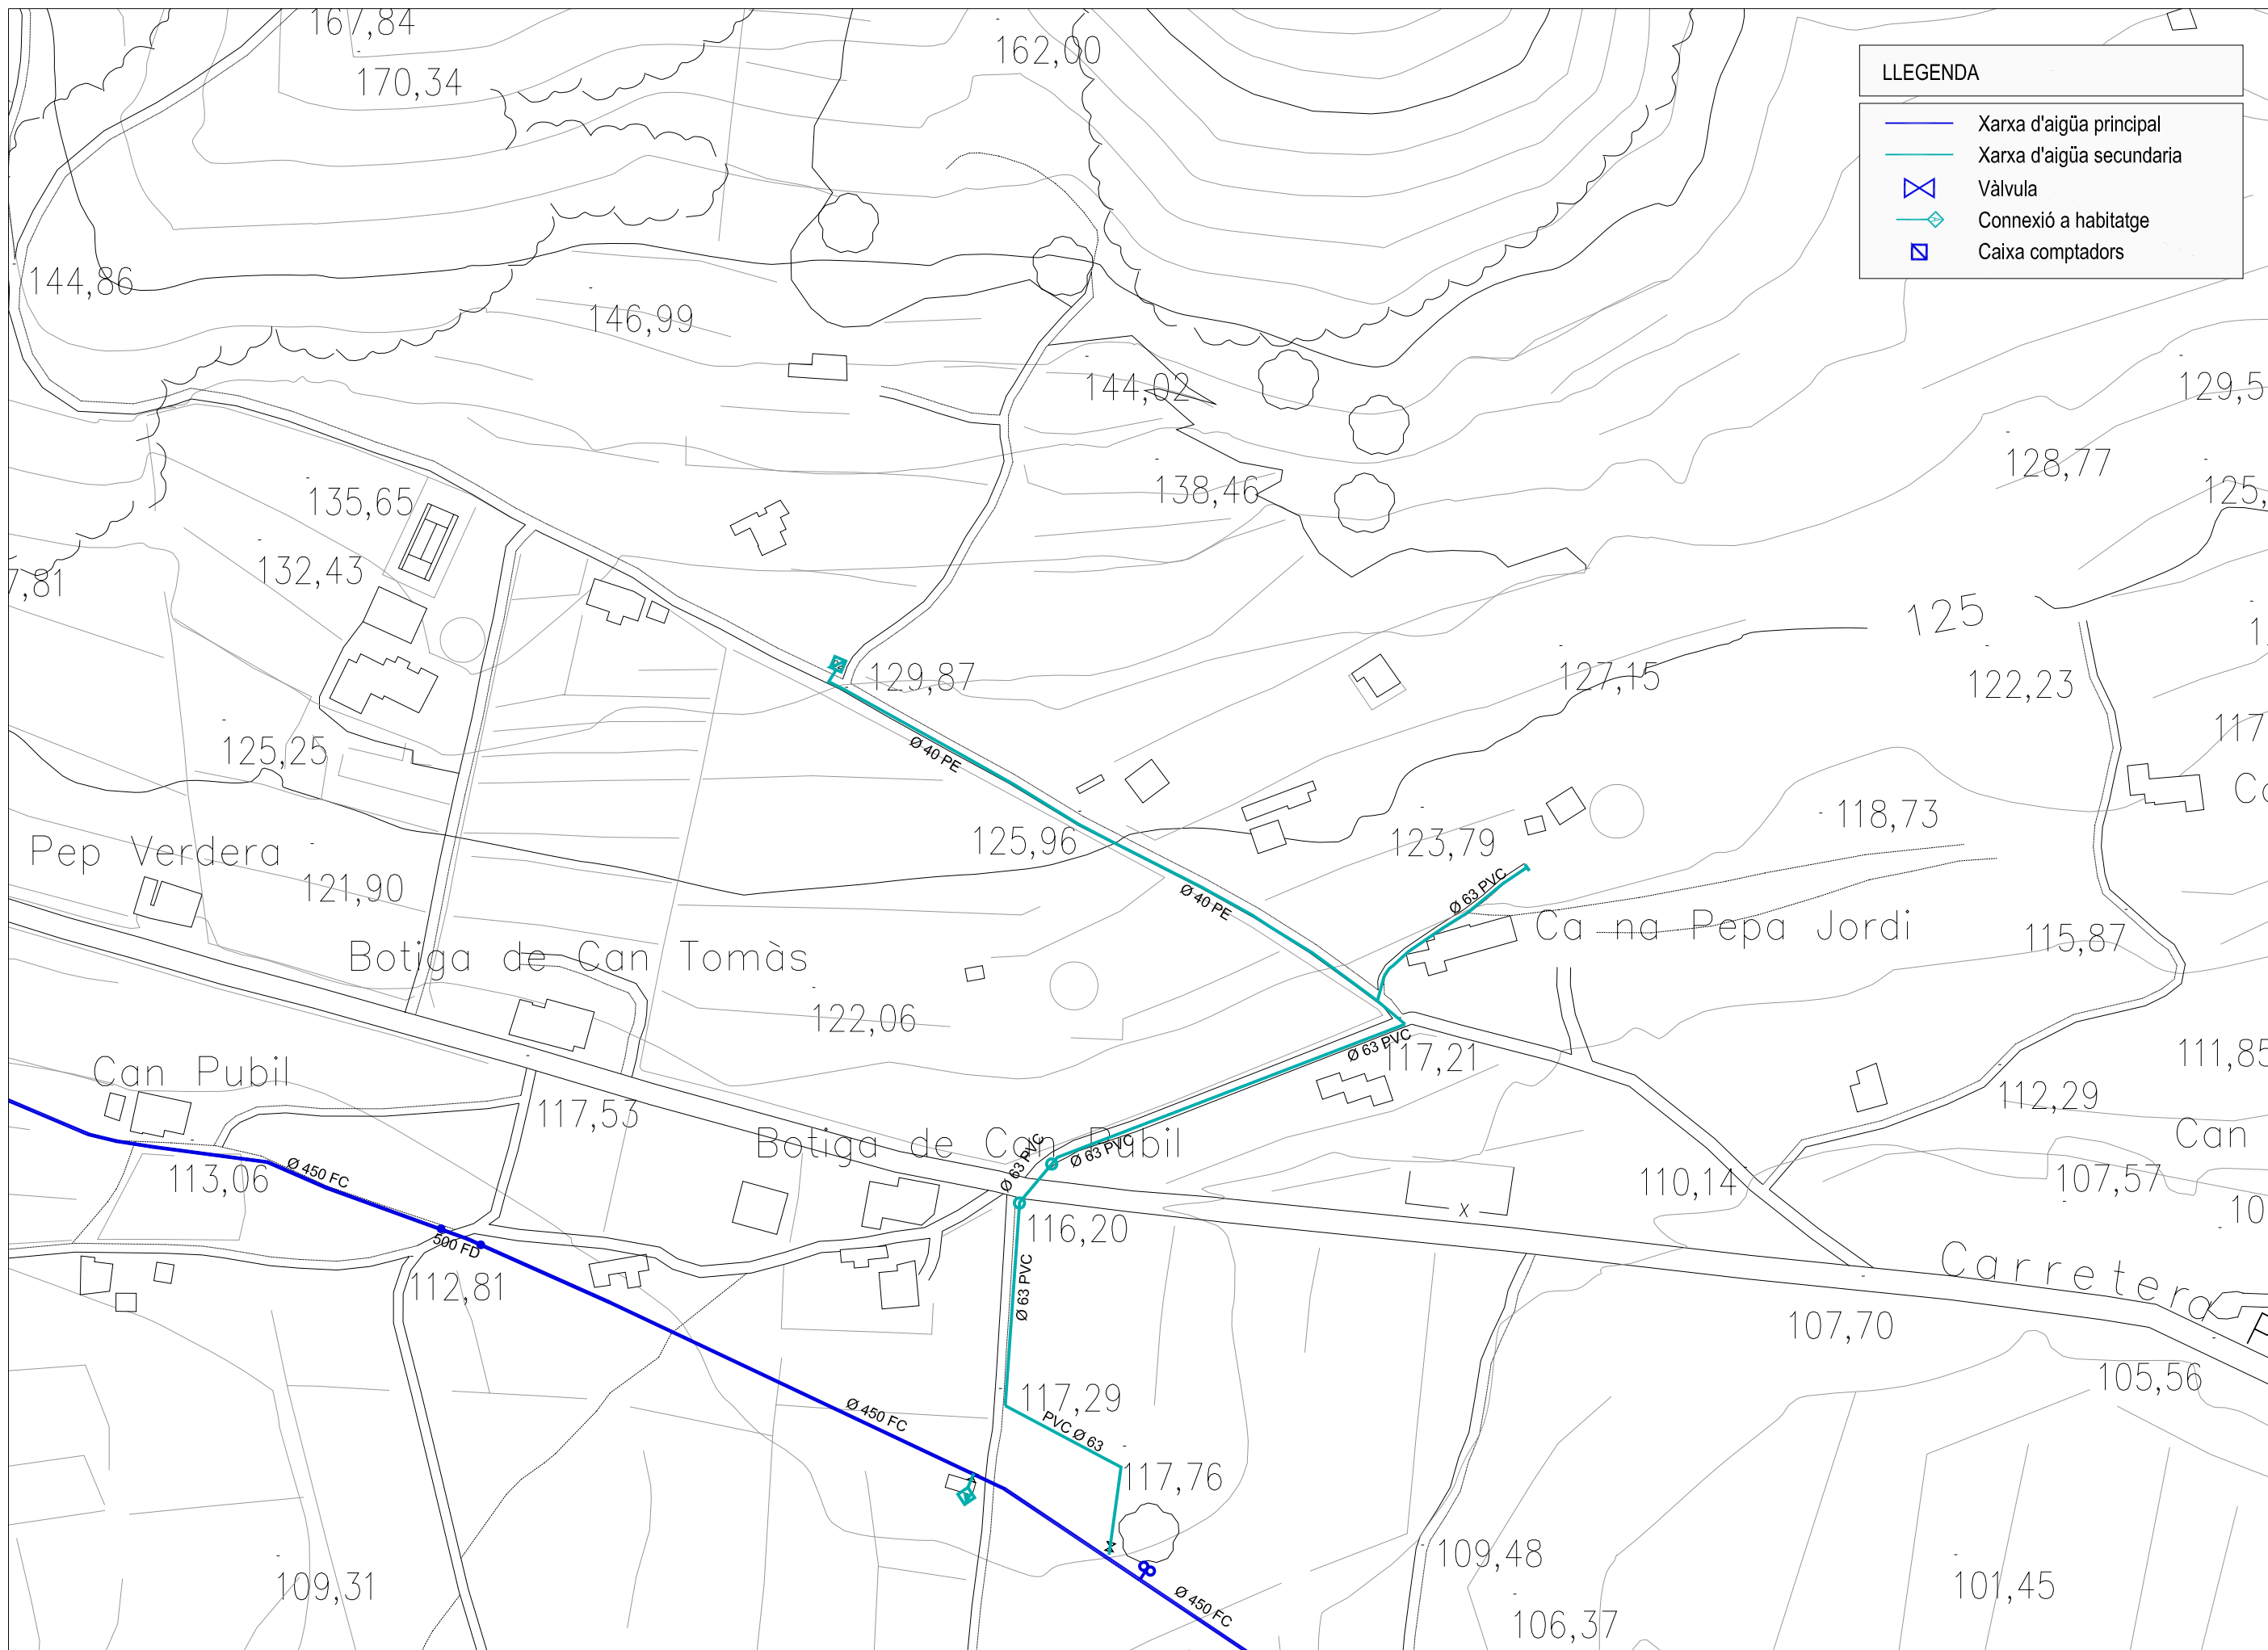 167,84
162,00
170,34
LLEGENDA
Xarxa d'aigüa principal
Xarxa d'aigüa secundaria
Vàlvula
Connexió a habitatge
Caixa comptadors
144,86
146,99
144,02
129,5
128,77
138,46
125,
135,65
132,43
7,81
125
129,87
127,15
122,23
117
125,25
Ø 40 PE
118,73
125,96
123,79
Pep Verdera
121,90
Ø 40 PE
Ø 63 PVC
Ca na Pepa Jordi
115,87
Botiga de Can Tomàs
122,06
Ø 63 PVC
117,21
111,85
Can Pubil
112,29
117,53
Botiga de Can Pubil
Ø 63 PVC
Ø 63 PVC
Can
113,06
Ø 450 FC
110,14
107,57
10
116,20
500 FD
112,81
Ø 63 PVC
Carretera
107,70
105,56
117,29
Ø 450 FC
PVC Ø 63
117,76
109,48
109,31
Ø 450 FC
101,45
106,37